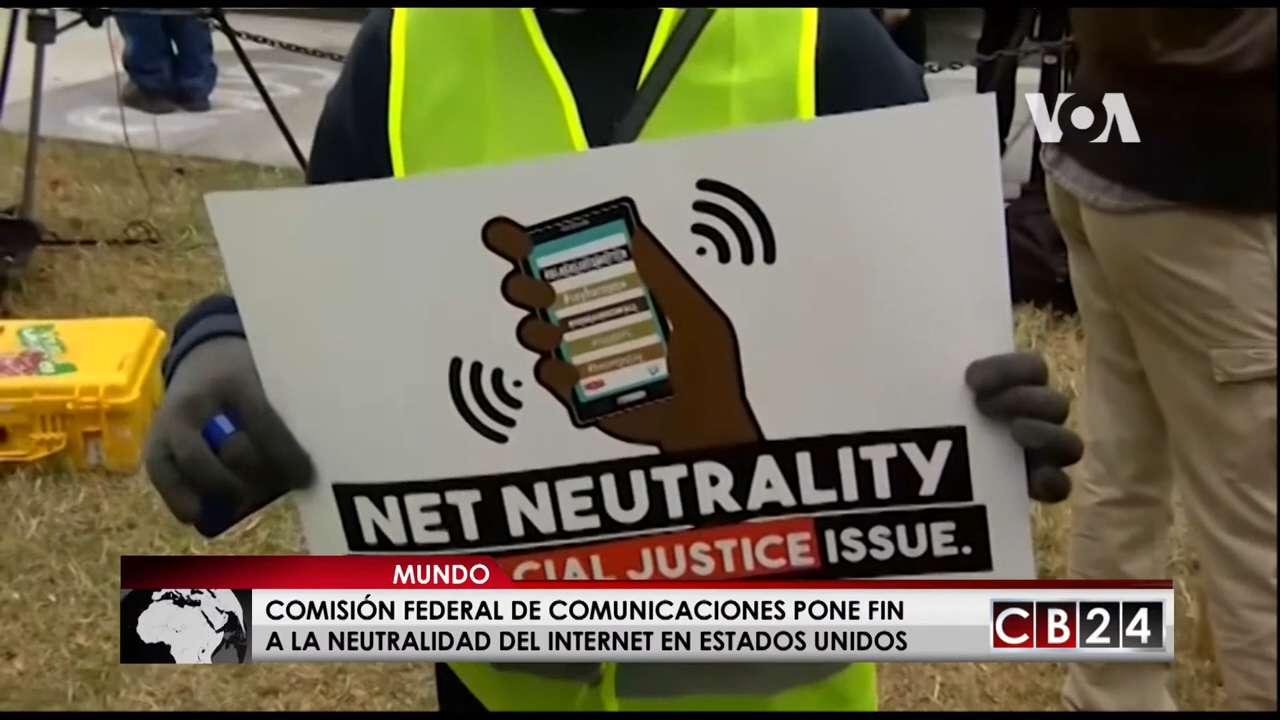 VOA
NET NEUTRALITY
JUSTICE ISSUE.
MUNDO
COMISIÓN FEDERAL DE COMUNICACIONES PONE FIN
A LA NEUTRALIDAD DEL INTERNET EN ESTADOS UNIDOS
CB24